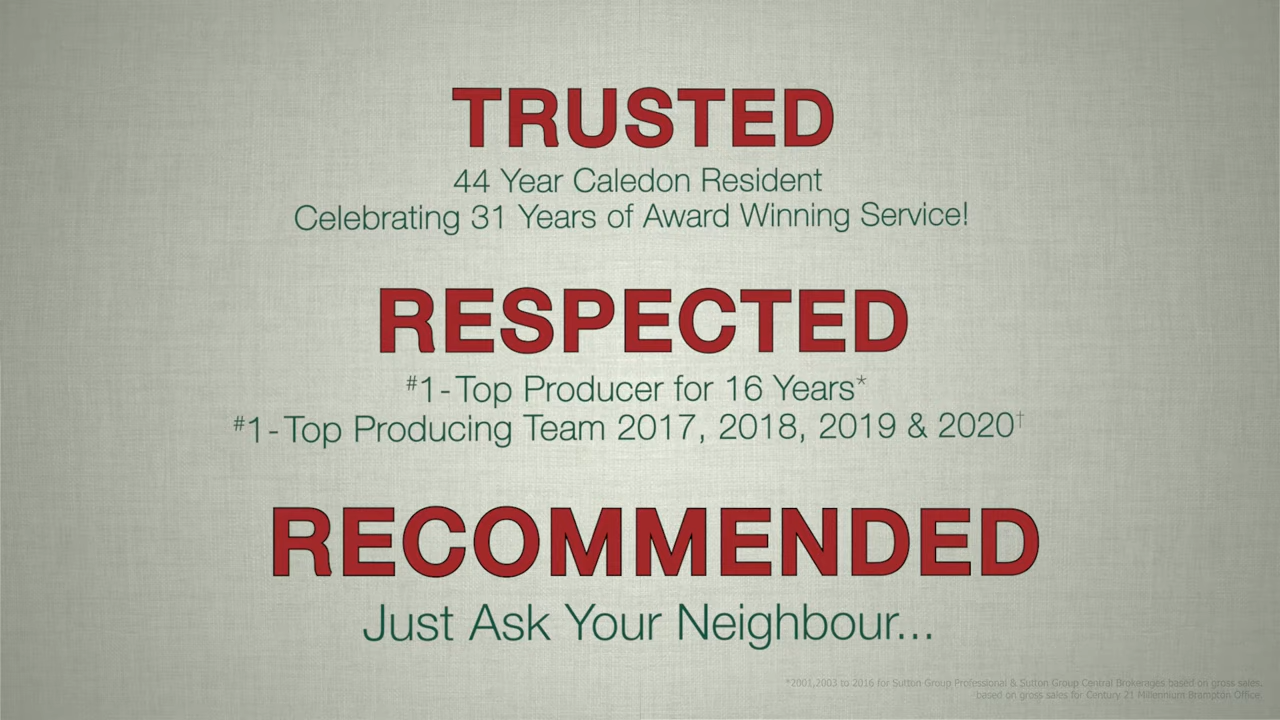 TRUSTED
44 Year Caledon Resident
Celebrating 31 Years of Award Winning Service!
RESPECTED
#1-Top Producer for 16 Years*
#1-Top Producing Team 2017, 2018, 2019 & 2020†
RECOMMENDED
Just Ask Your Neighbour...
*2001,2003 to 2016 for Sutton Group Professional & Sutton Group Central Brokerages based on gross sales.
based on gross sales for Century 21 Millennium Brampton Office.